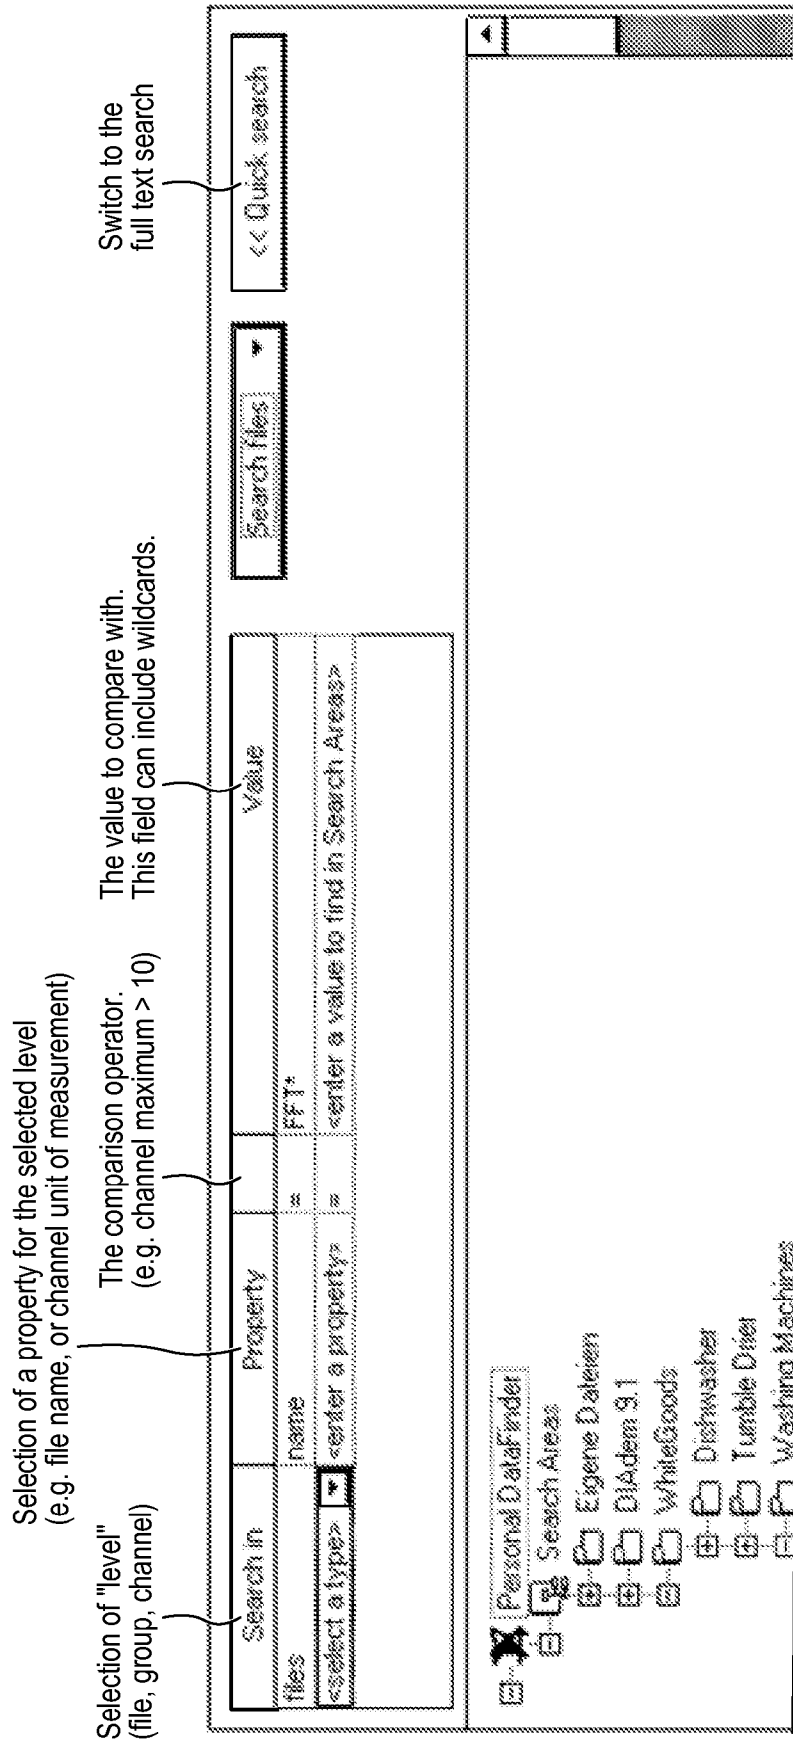 Selection of a property for the selected level
(e.g. file name, or channel unit of measurement)
Selection of "level"
(file, group, channel)
The comparison operator.
(e.g. channel maximum > 10)
The value to compare with.
This field can include wildcards.
Switch to the
full text search
Search in Property Value
files name = FFT*
<select a type> <enter a property> = <enter a value to find in Search Areas>
Search files
<< Quick search
Personal DataFinder
Search Areas
Eigene Dateien
DIAdem 9.1
WhiteGoods
Dishwasher
Tumble Drier
Washing Machines